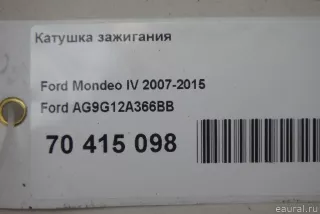 Катушка зажигания
Ford Mondeo IV 2007-2015
Ford AG9G12A366BB
70 415 098
eaural.ru